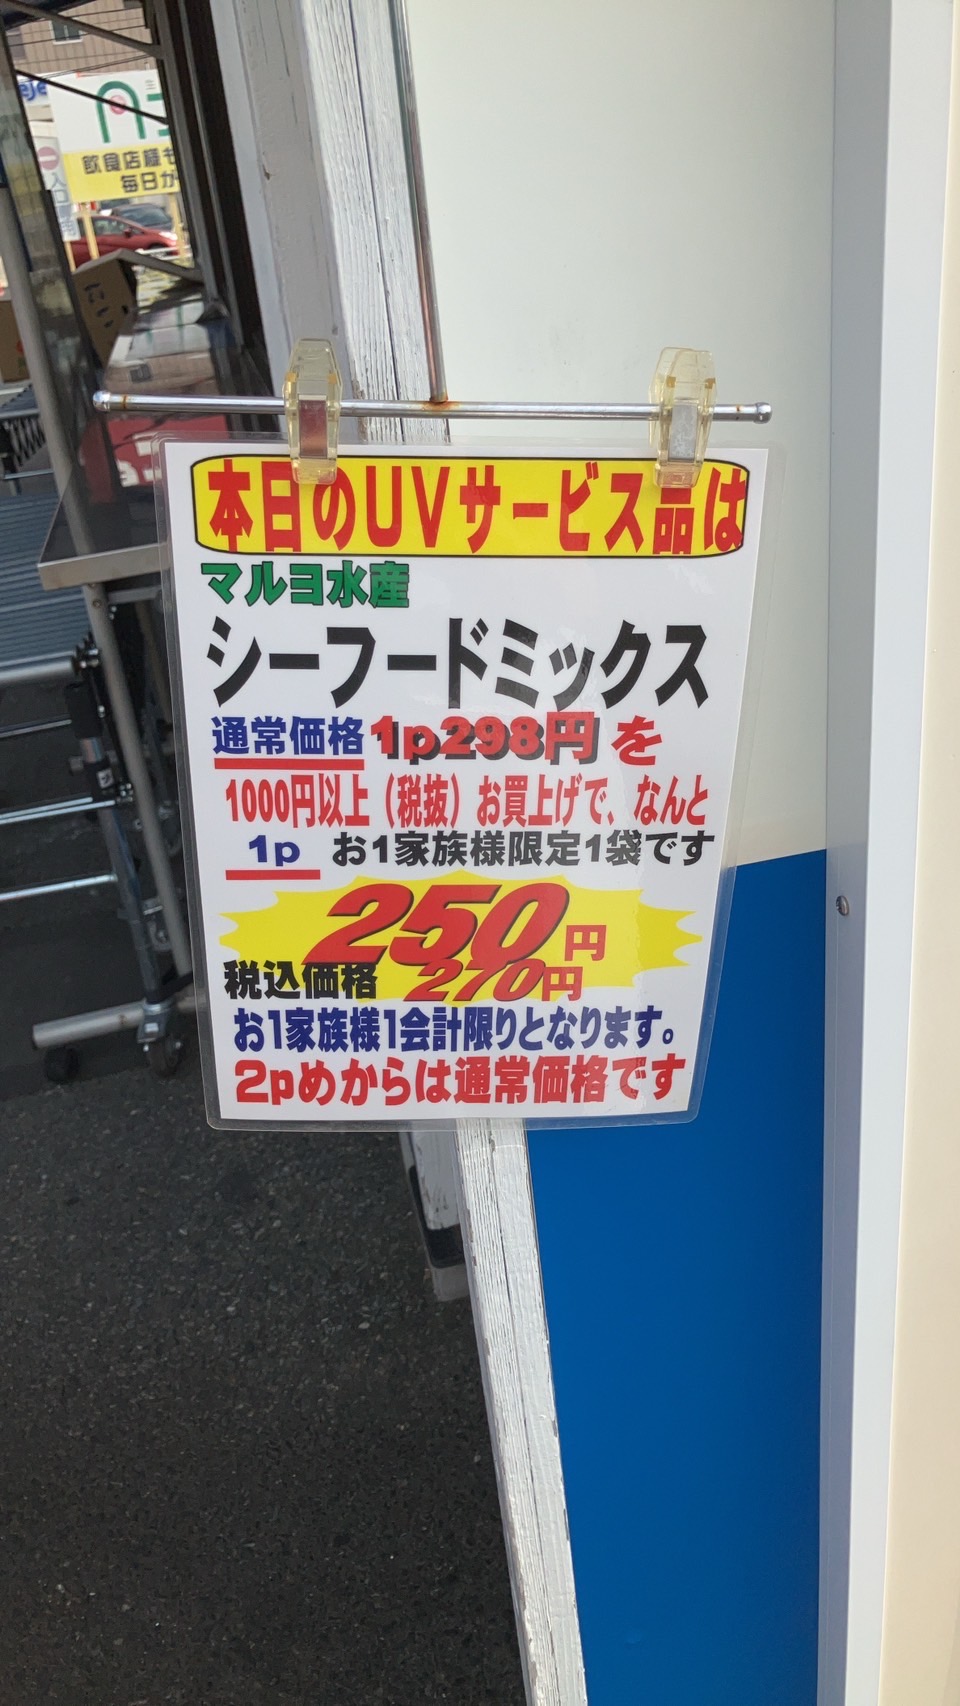 飲食店様も
毎日か
本日のUVサービス品は
マルヨ水産
シーフードミックス
通常価格 1p298円を
1000円以上（税抜）お買上げで、なんと
1p お1家族様限定1袋です
250円
税込価格 270円
お1家族様1会計限りとなります。
2pめからは通常価格です